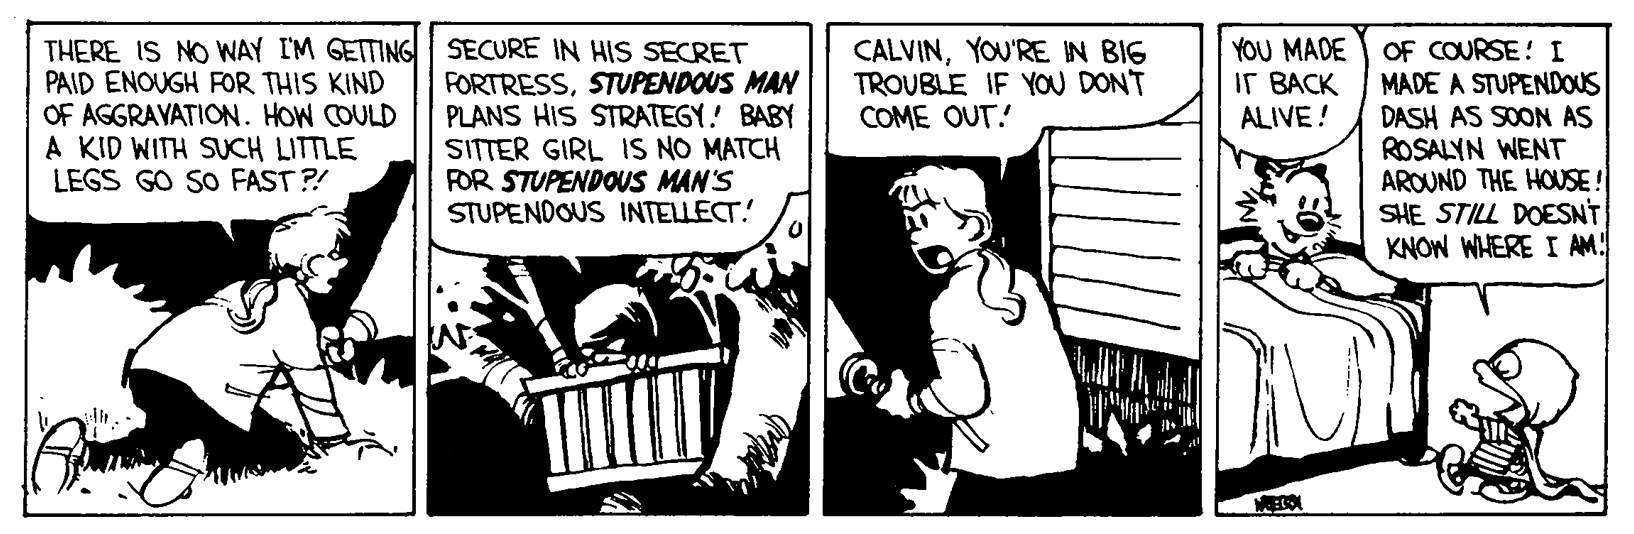 THERE IS NO WAY I'M GETTING
PAID ENOUGH FOR THIS KIND
OF AGGRAVATION. HOW COULD
A KID WITH SUCH LITTLE
LEGS GO SO FAST?!
SECURE IN HIS SECRET
FORTRESS, STUPENDOUS MAN
PLANS HIS STRATEGY! BABY
SITTER GIRL IS NO MATCH
FOR STUPENDOUS MAN'S
STUPENDOUS INTELLECT!
CALVIN, YOU'RE IN BIG
TROUBLE IF YOU DON'T
COME OUT!
YOU MADE
IT BACK
ALIVE!
OF COURSE! I
MADE A STUPENDOUS
DASH AS SOON AS
ROSALYN WENT
AROUND THE HOUSE!
SHE STILL DOESN'T
KNOW WHERE I AM!